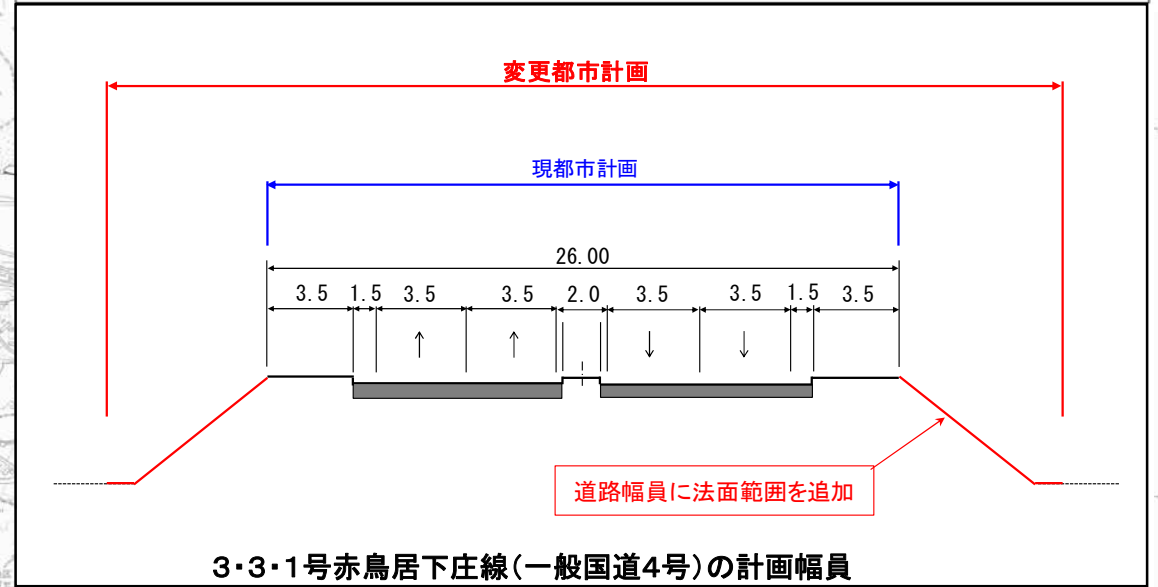 変更都市計画
現都市計画
26.00
3.5 1.5 3.5 3.5 2.0 3.5 3.5 1.5 3.5
道路幅員に法面範囲を追加
3・3・1号赤鳥居下庄線(一般国道4号)の計画幅員